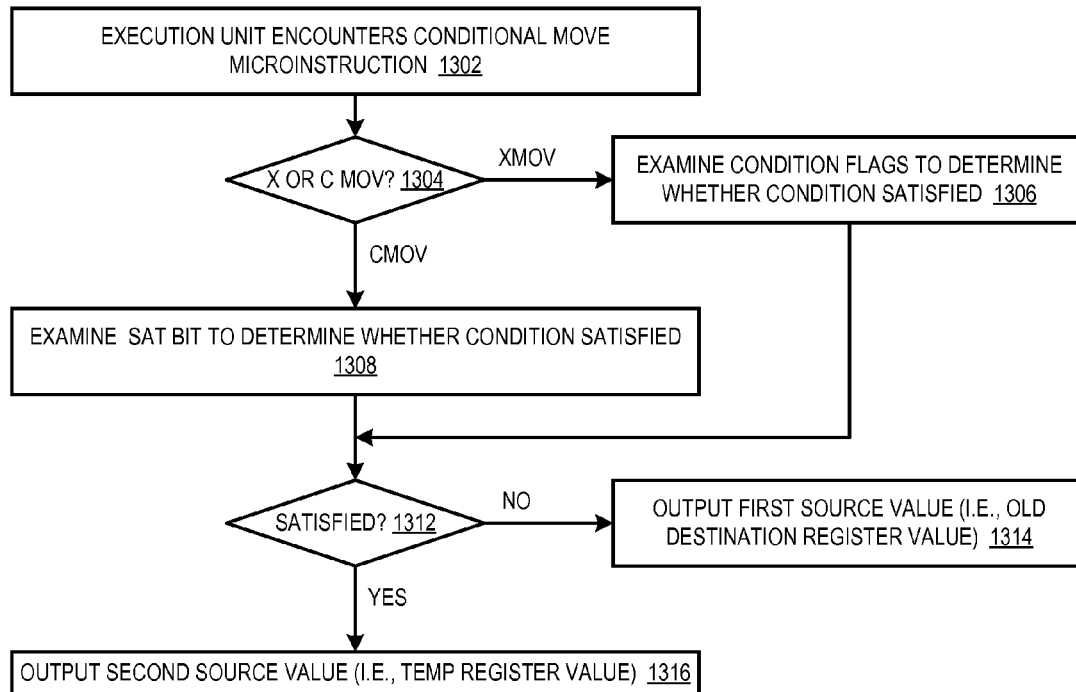 EXECUTION UNIT ENCOUNTERS CONDITIONAL MOVE
MICROINSTRUCTION 1302
X OR C MOV? 1304
XMOV
EXAMINE CONDITION FLAGS TO DETERMINE
WHETHER CONDITION SATISFIED 1306
CMOV
EXAMINE SAT BIT TO DETERMINE WHETHER CONDITION SATISFIED
1308
SATISFIED? 1312
NO
OUTPUT FIRST SOURCE VALUE (I.E., OLD
DESTINATION REGISTER VALUE) 1314
YES
OUTPUT SECOND SOURCE VALUE (I.E., TEMP REGISTER VALUE) 1316